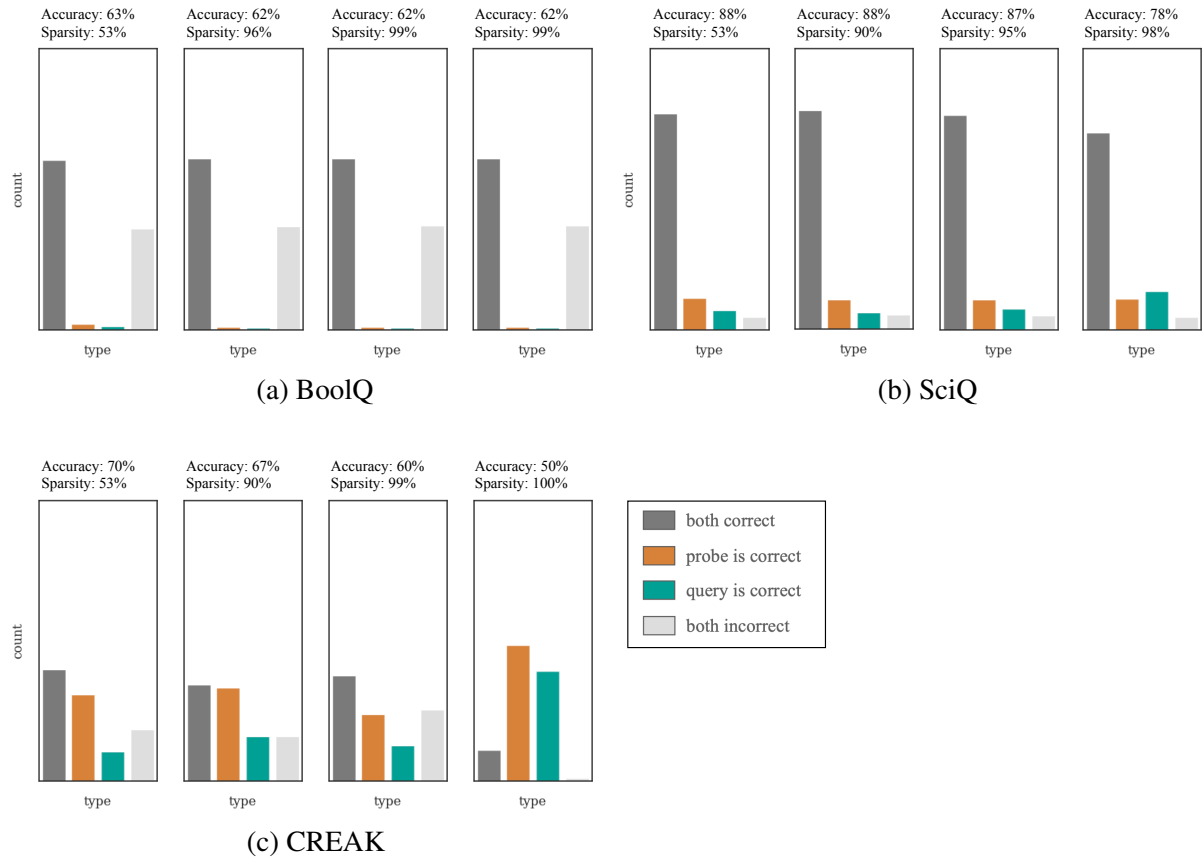 Accuracy: 63%
Sparsity: 53%
Accuracy: 62%
Sparsity: 96%
Accuracy: 62%
Sparsity: 99%
Accuracy: 62%
Sparsity: 99%
count
type
type
type
type
(a) BoolQ
Accuracy: 88%
Sparsity: 53%
Accuracy: 88%
Sparsity: 90%
Accuracy: 87%
Sparsity: 95%
Accuracy: 78%
Sparsity: 98%
count
type
type
type
type
(b) SciQ
Accuracy: 70%
Sparsity: 53%
Accuracy: 67%
Sparsity: 90%
Accuracy: 60%
Sparsity: 99%
Accuracy: 50%
Sparsity: 100%
count
type
type
type
type
(c) CREAK
both correct
probe is correct
query is correct
both incorrect